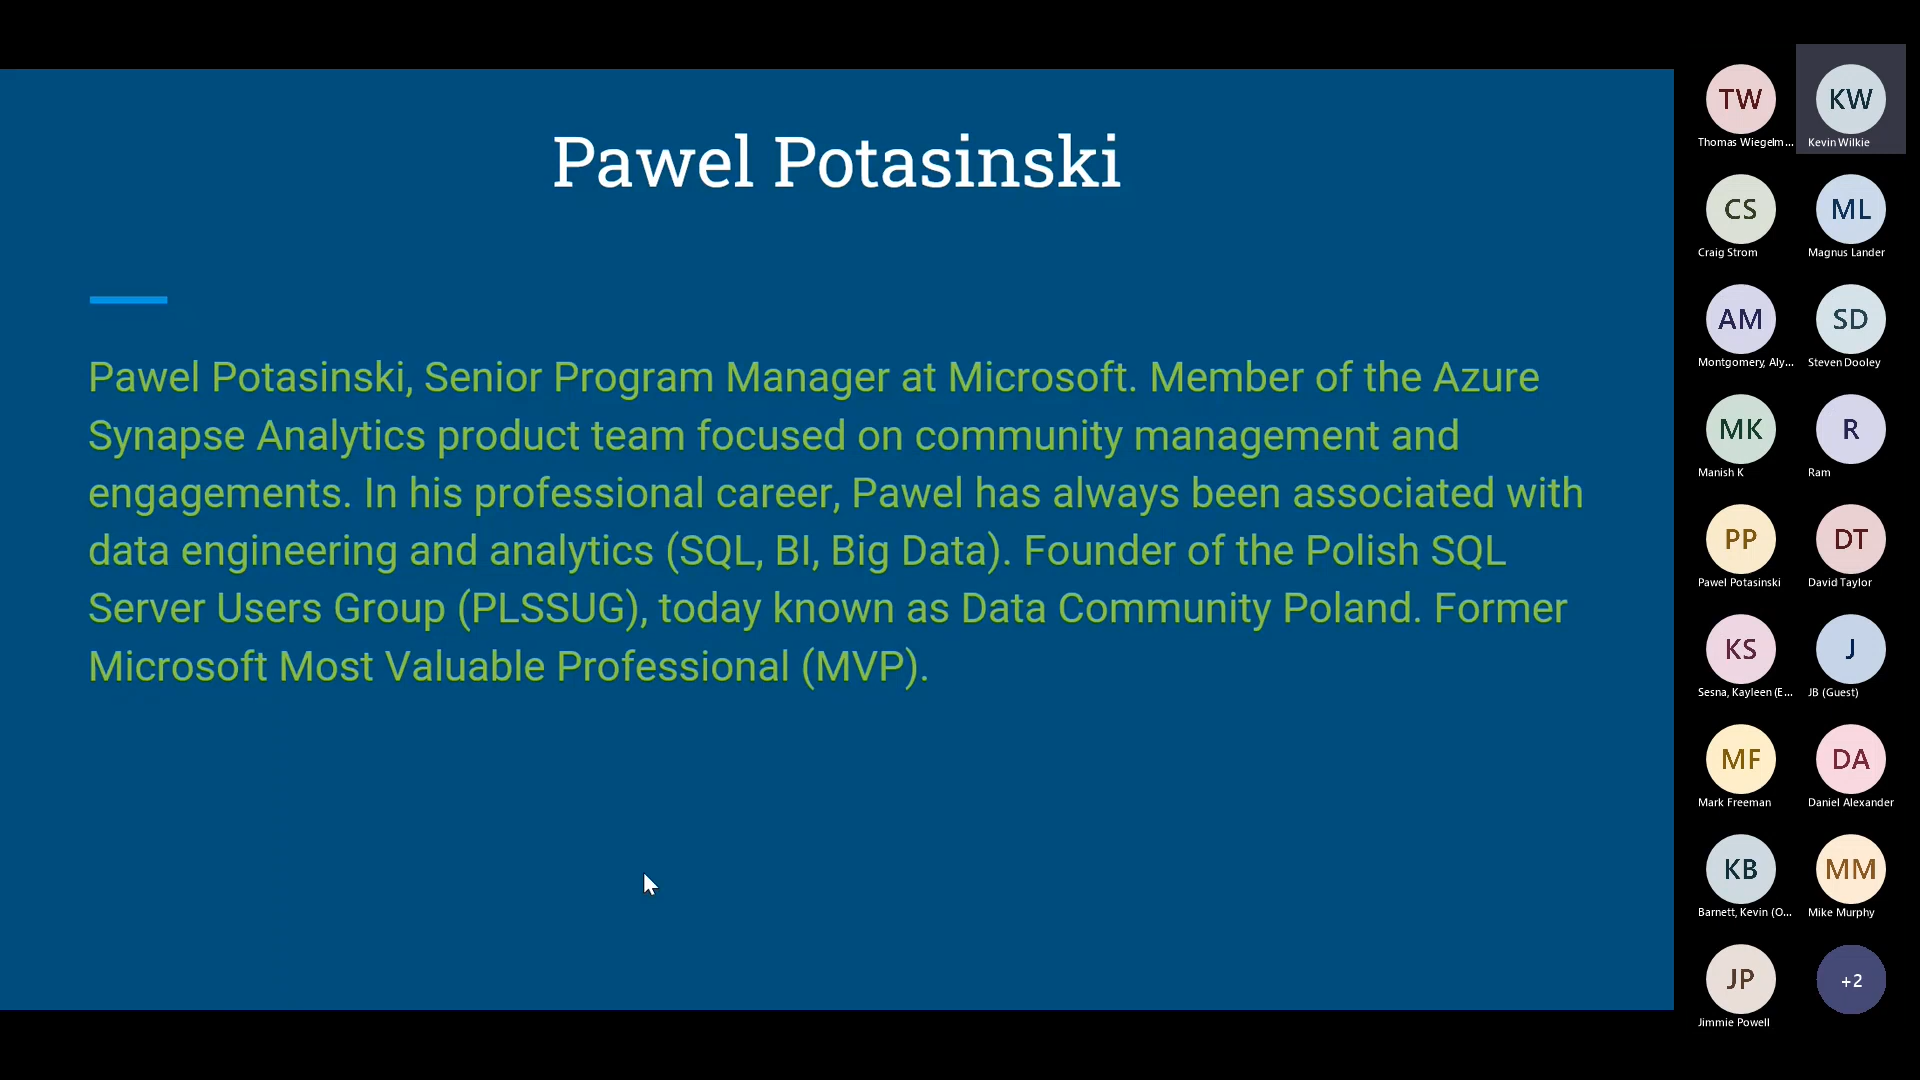 Pawel Potasinski
Pawel Potasinski, Senior Program Manager at Microsoft. Member of the Azure
Synapse Analytics product team focused on community management and
engagements. In his professional career, Pawel has always been associated with
data engineering and analytics (SQL, BI, Big Data). Founder of the Polish SQL
Server Users Group (PLSSUG), today known as Data Community Poland. Former
Microsoft Most Valuable Professional (MVP).
TW
Thomas Wiegelm...
KW
Kevin Wilkie
CS
Craig Strom
ML
Magnus Lander
AM
Montgomery, Aly...
SD
Steven Dooley
MK
Manish K
R
Ram
PP
Pawel Potasinski
DT
David Taylor
KS
Sesna, Kayleen (E...
J
JB (Guest)
MF
Mark Freeman
DA
Daniel Alexander
KB
Barnett, Kevin (O...
MM
Mike Murphy
JP
Jimmie Powell
+2